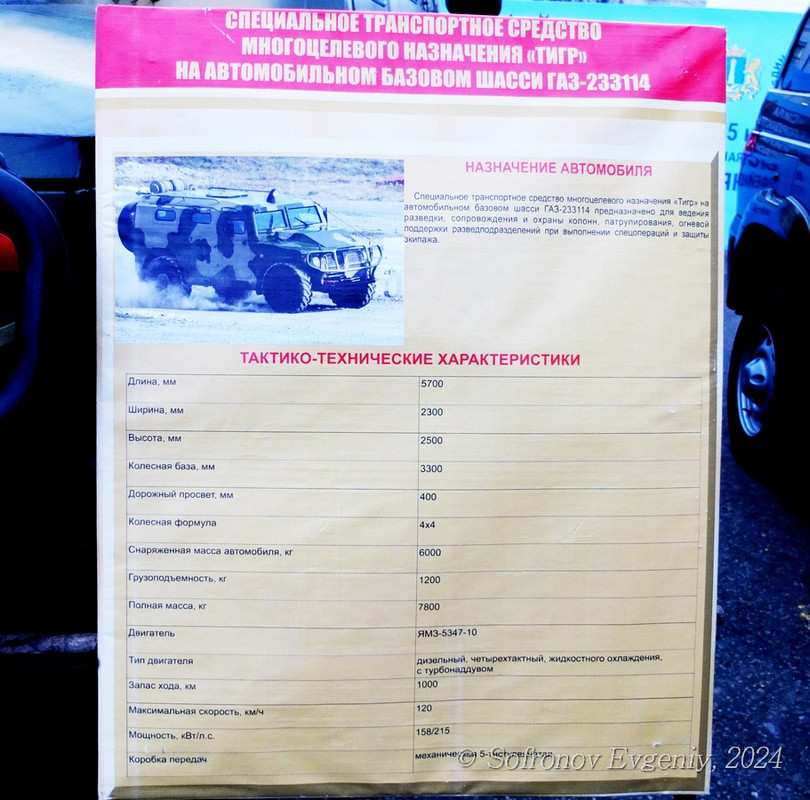 СПЕЦИАЛЬНОЕ ТРАНСПОРТНОЕ СРЕДСТВО
МНОГОЦЕЛЕВОГО НАЗНАЧЕНИЯ «ТИГР»
НА АВТОМОБИЛЬНОМ БАЗОВОМ ШАССИ ГАЗ-233114
НАЗНАЧЕНИЕ АВТОМОБИЛЯ
Специальное транспортное средство многоцелевого назначения «Тигр» на
автомобильном базовом шасси ГАЗ-233114 предназначено для ведения
разведки, сопровождения и охраны колонн, патрулирования, огневой
поддержки разведподразделений при выполнении спецопераций и защиты
экипажа.
ТАКТИКО-ТЕХНИЧЕСКИЕ ХАРАКТЕРИСТИКИ
Длина, мм 5700
Ширина, мм 2300
Высота, мм 2500
Колесная база, мм 3300
Дорожный просвет, мм 400
Колесная формула 4х4
Снаряженная масса автомобиля, кг 6000
Грузоподъемность, кг 1200
Полная масса, кг 7800
Двигатель ЯМЗ-5347-10
Тип двигателя дизельный, четырехтактный, жидкостного охлаждения,
с турбонаддувом
Запас хода, км 1000
Максимальная скорость, км/ч 120
Мощность, кВт/л.с. 158/215
Коробка передач механическая
© Sofronov Evgeniy, 2024